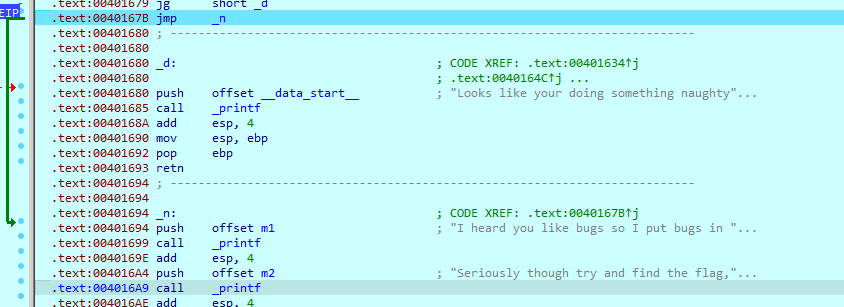 .text:00401679 jg short _d
EIP .text:0040167B jmp _n
.text:00401680 ; ---------------------------------------------------------------------------
.text:00401680
.text:00401680 _d: ; CODE XREF: .text:00401634↑j
.text:00401680 ; .text:0040164C↑j ...
.text:00401680 push offset __data_start__ ; "Looks like your doing something naughty"...
.text:00401685 call _printf
.text:0040168A add esp, 4
.text:00401690 mov esp, ebp
.text:00401692 pop ebp
.text:00401693 retn
.text:00401694 ; ---------------------------------------------------------------------------
.text:00401694
.text:00401694 _n: ; CODE XREF: .text:0040167B↑j
.text:00401694 push offset m1 ; "I heard you like bugs so I put bugs in "...
.text:00401699 call _printf
.text:0040169E add esp, 4
.text:004016A4 push offset m2 ; "Seriously though try and find the flag,"...
.text:004016A9 call _printf
.text:004016AE add esp, 4